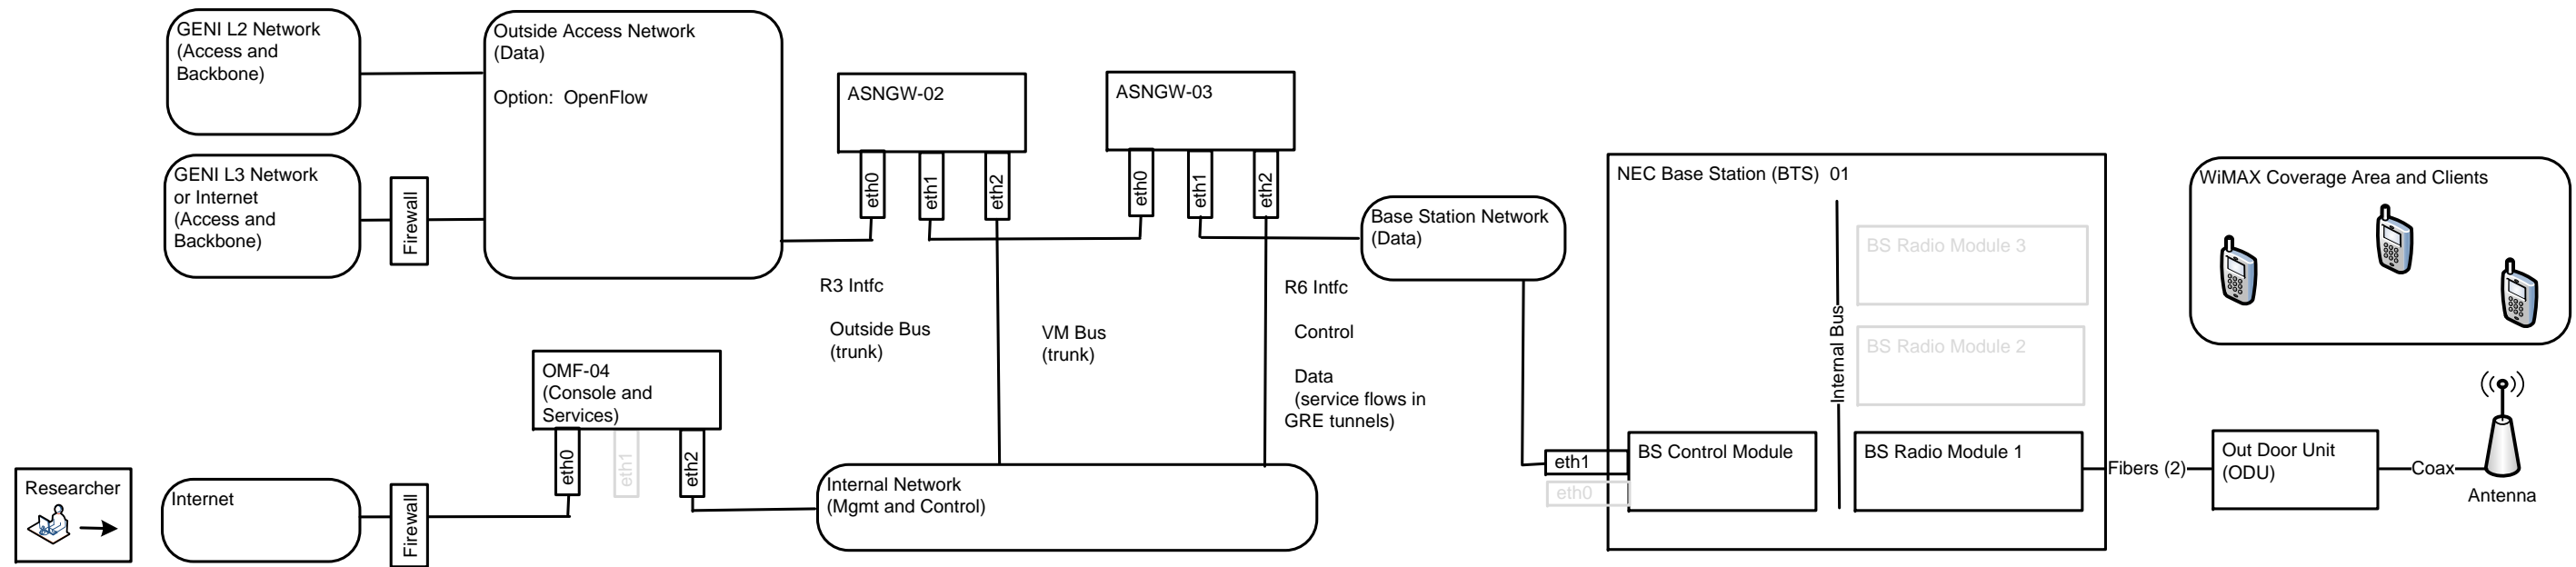 GENI L2 Network
(Access and
Backbone)
GENI L3 Network
or Internet
(Access and
Backbone)
Firewall
Outside Access Network
(Data)
Option:  OpenFlow
ASNGW-02
eth0
eth1
eth2
ASNGW-03
eth0
eth1
eth2
R3 Intfc
Outside Bus
(trunk)
VM Bus
(trunk)
R6 Intfc
Control
Data
(service flows in
GRE tunnels)
Base Station Network
(Data)
NEC Base Station (BTS)  01
Internal Bus
BS Radio Module 3
BS Radio Module 2
BS Radio Module 1
BS Control Module
eth1
eth0
Fibers (2)
Out Door Unit
(ODU)
Coax
Antenna
WiMAX Coverage Area and Clients
OMF-04
(Console and
Services)
eth0
eth1
eth2
Researcher
Internet
Firewall
Internal Network
(Mgmt and Control)